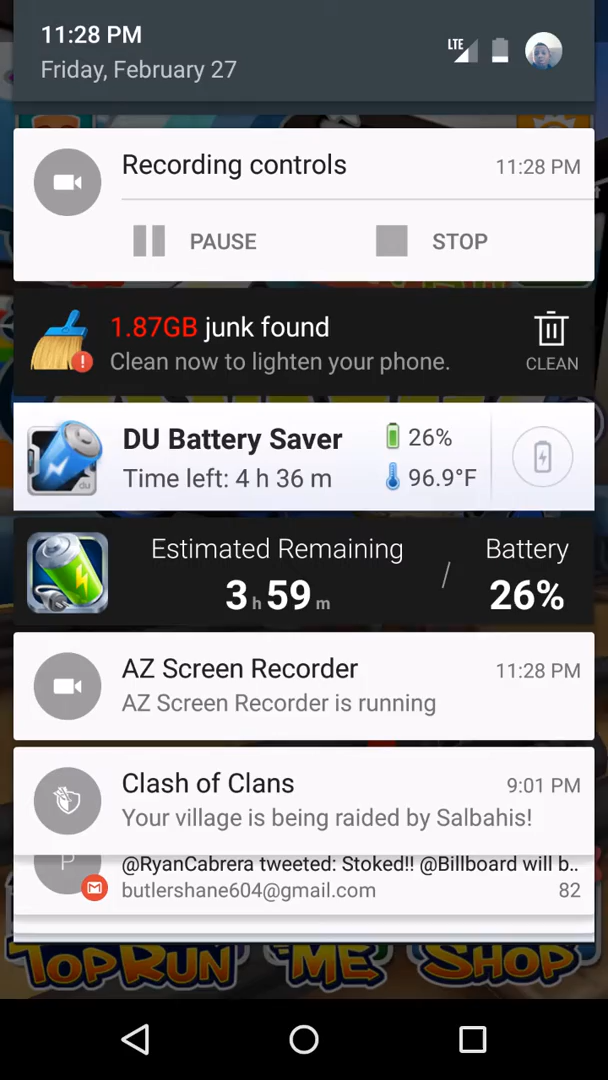 11:28 PM
Friday, February 27
LTE
Recording controls
11:28 PM
PAUSE
STOP
1.87GB junk found
Clean now to lighten your phone.
CLEAN
DU Battery Saver
26%
Time left: 4 h 36 m
96.9°F
du
Estimated Remaining
3 h 59 m
/
Battery
26%
AZ Screen Recorder
11:28 PM
AZ Screen Recorder is running
Clash of Clans
9:01 PM
Your village is being raided by Salbahis!
P
@RyanCabrera tweeted: Stoked!! @Billboard will b..
butlershane604@gmail.com
82
TOP RUN
ME
SHOP